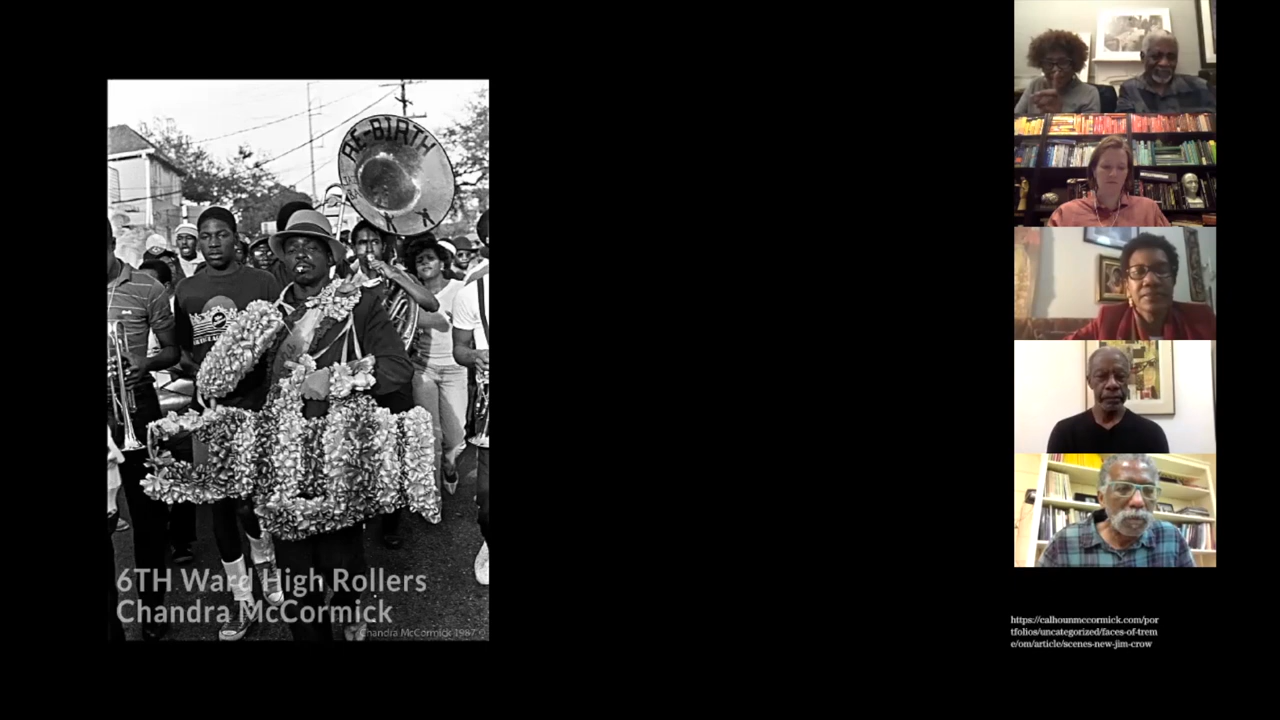 RE-BIRTH
6TH Ward High Rollers
Chandra McCormick
Chandra McCormick 1987 ©
https://calhounmccormick.com/por
tfolios/uncategorized/faces-of-trem
e/om/article/scenes-new-jim-crow